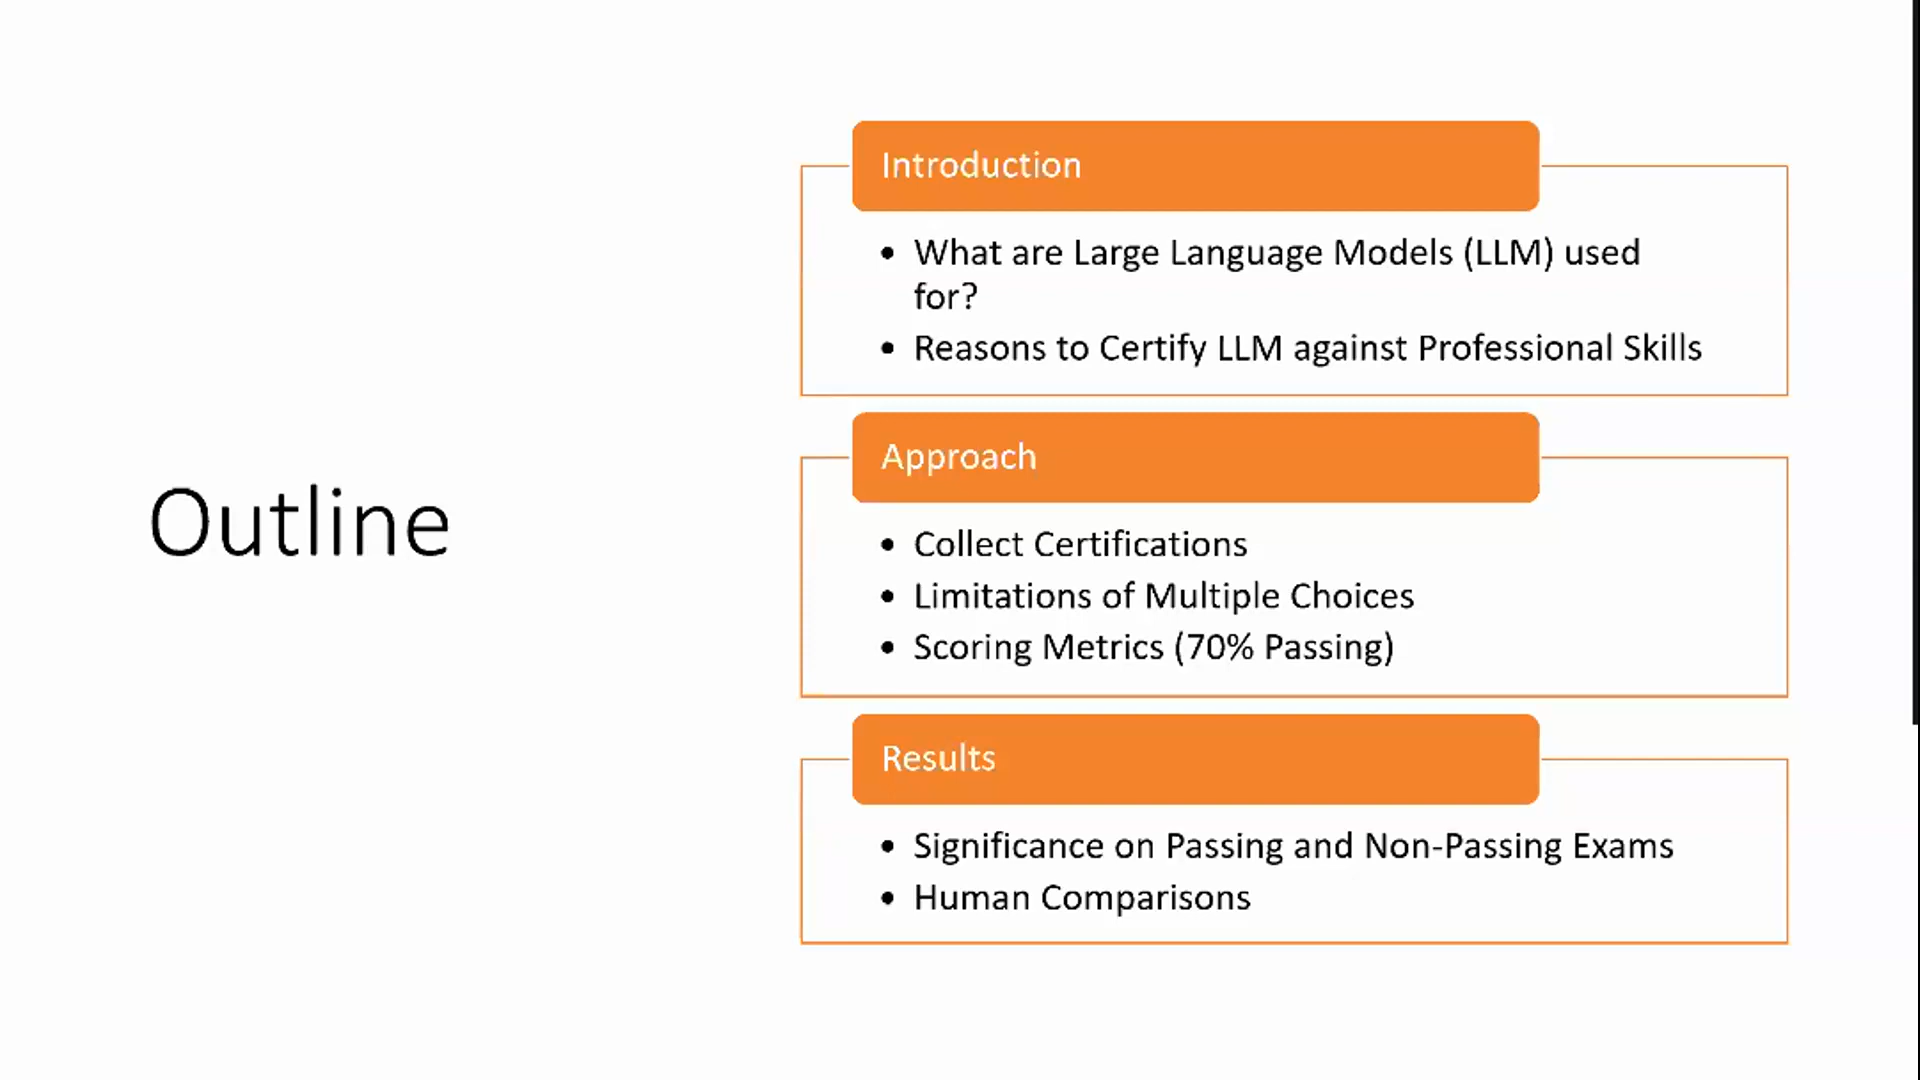 Outline
Introduction
• What are Large Language Models (LLM) used
for?
• Reasons to Certify LLM against Professional Skills
Approach
• Collect Certifications
• Limitations of Multiple Choices
• Scoring Metrics (70% Passing)
Results
• Significance on Passing and Non-Passing Exams
• Human Comparisons